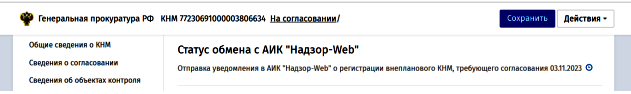 Генеральная прокуратура РФ КНМ 77230691000003806634 На согласовании/ Сохранить Действия
Общие сведения о КНМ
Сведения о согласовании
Сведения об объектах контроля
Статус обмена с АИК "Надзор-Web"
Отправка уведомления в АИК "Надзор-Web" о регистрации внепланового КНМ, требующего согласования 03.11.2023